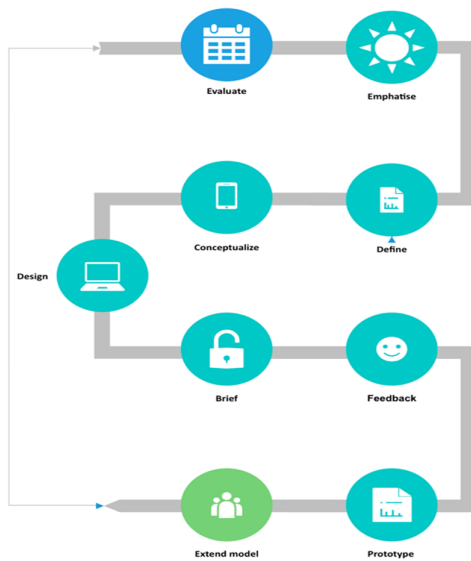 Evaluate
Emphatise
Conceptualize
Define
Design
Brief
Feedback
Extend model
Prototype